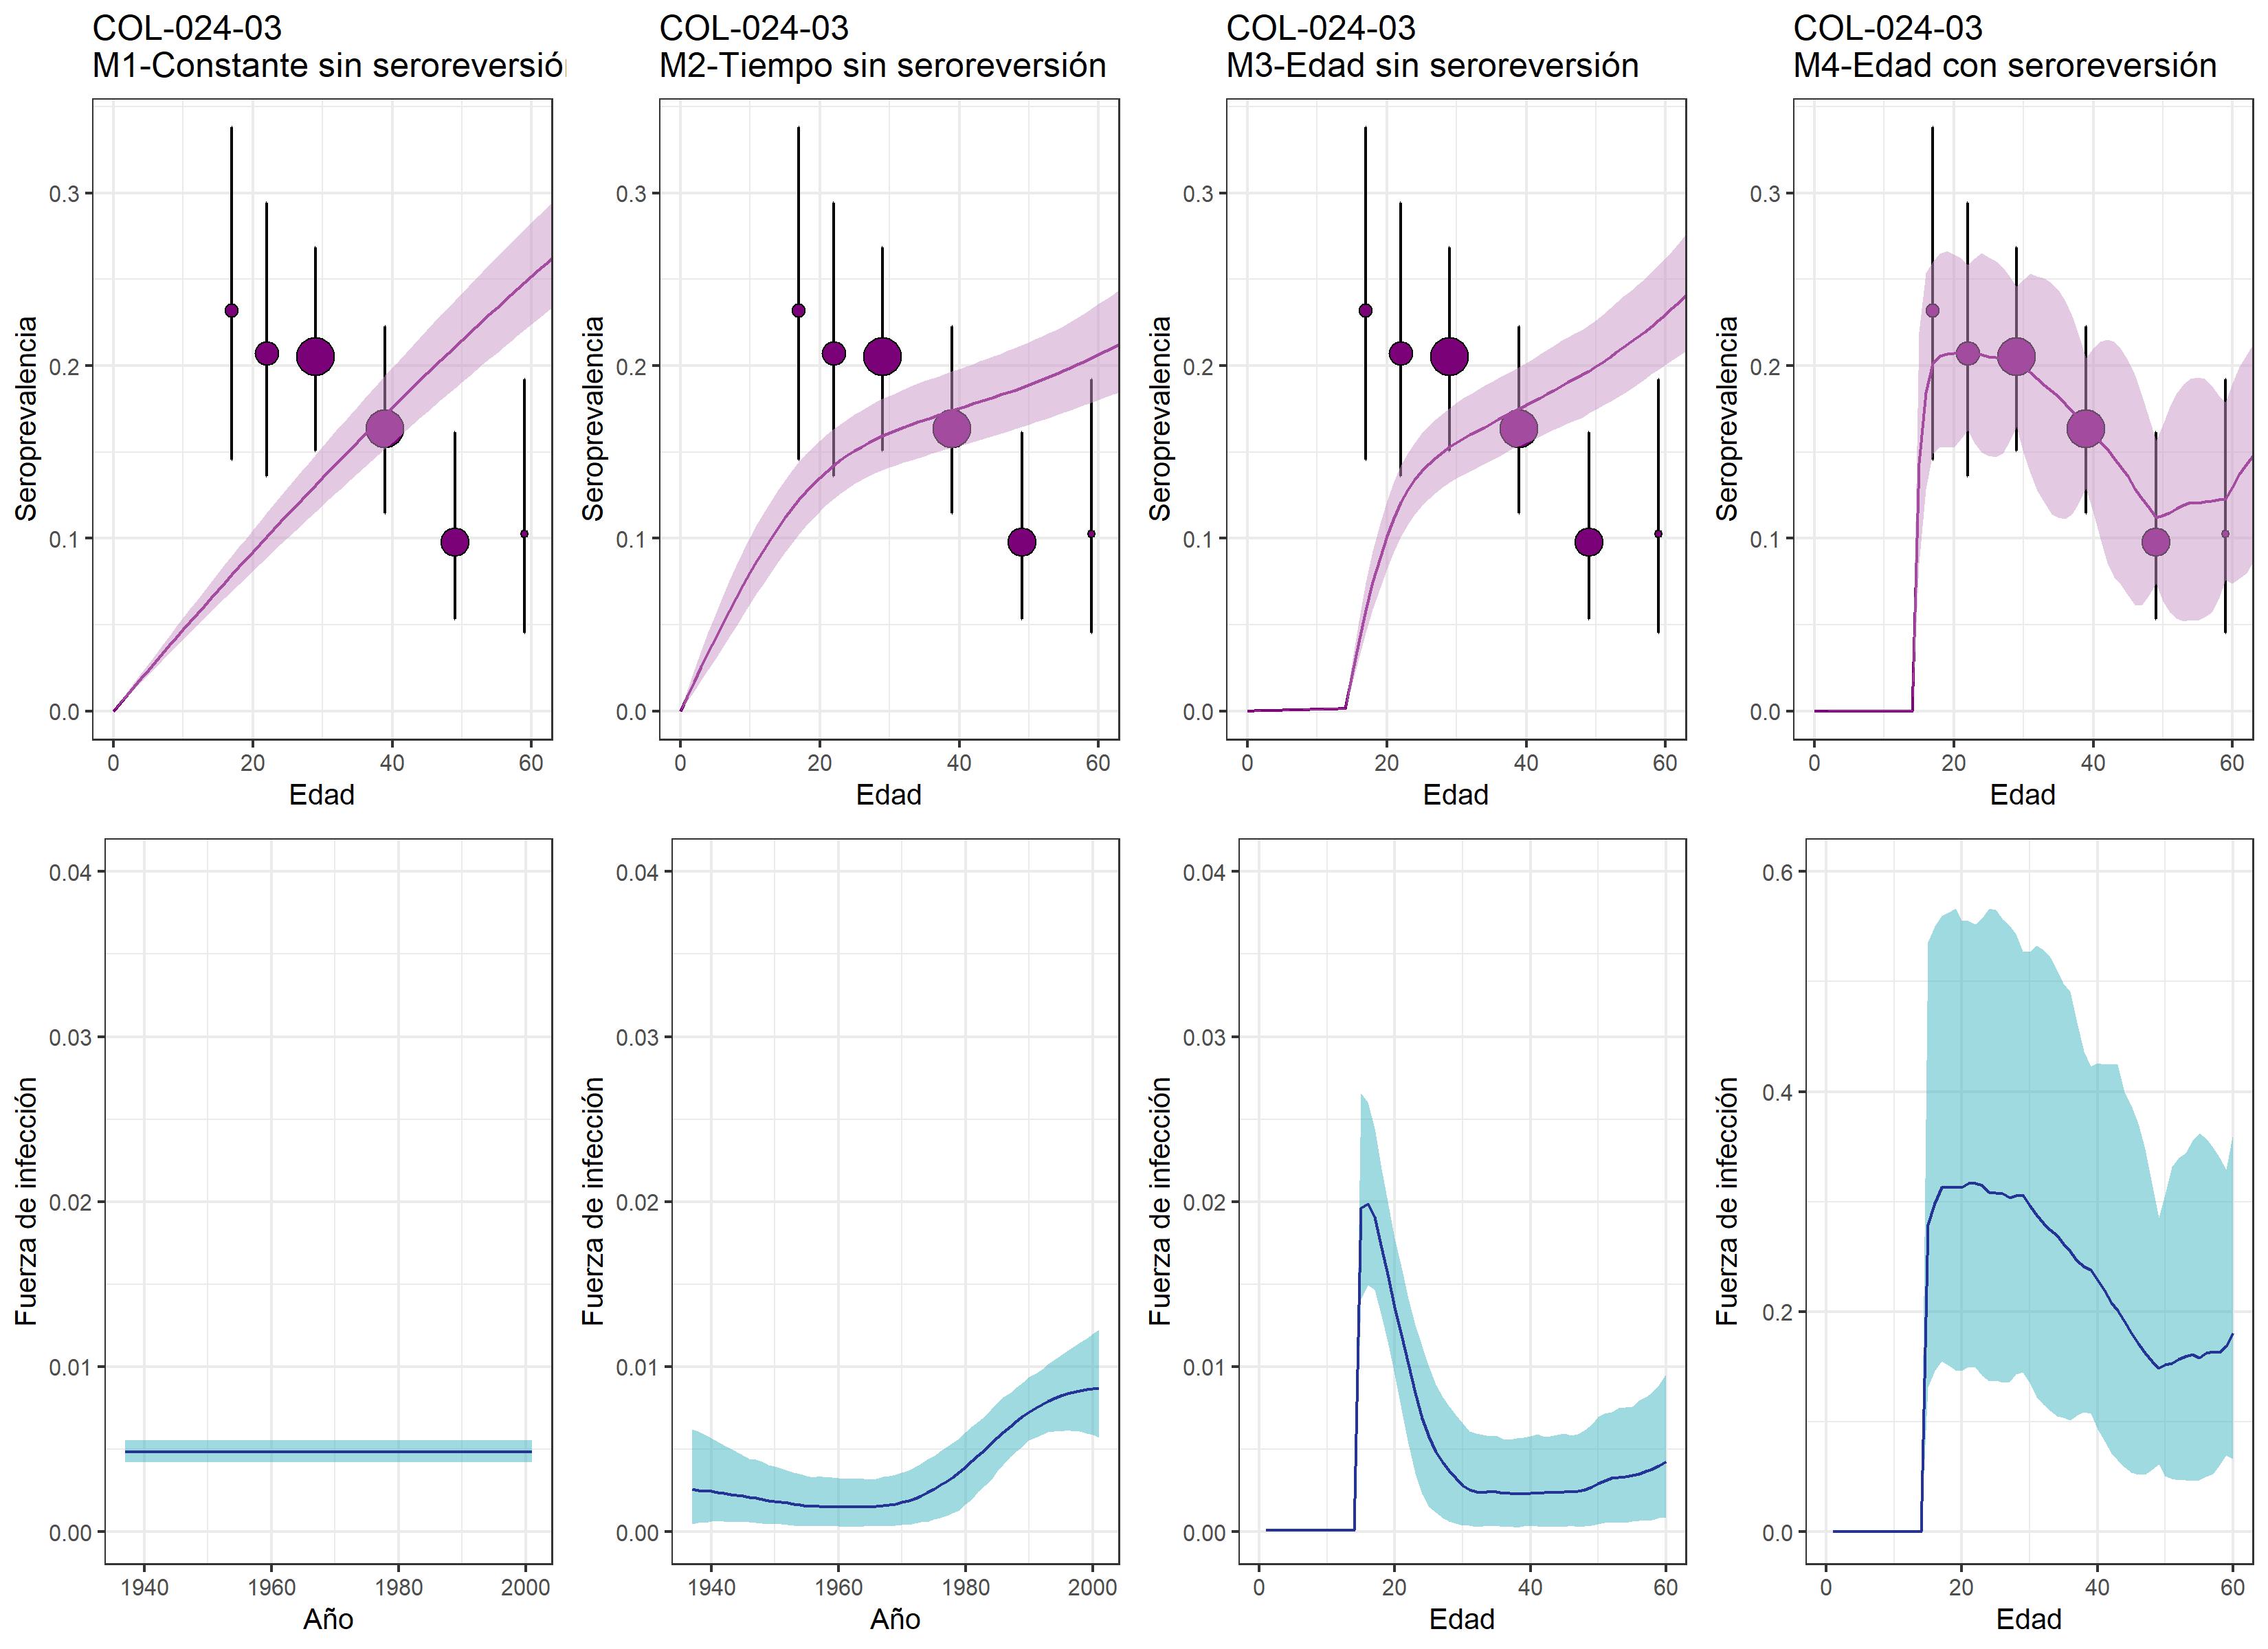 COL-024-03
M1-Constante sin seroreversión
COL-024-03
M2-Tiempo sin seroreversión
COL-024-03
M3-Edad sin seroreversión
COL-024-03
M4-Edad con seroreversión
Seroprevalencia
0.3
0.2
0.1
0.0
0 20 40 60
Edad
Seroprevalencia
0.3
0.2
0.1
0.0
0 20 40 60
Edad
Seroprevalencia
0.3
0.2
0.1
0.0
0 20 40 60
Edad
Seroprevalencia
0.3
0.2
0.1
0.0
0 20 40 60
Edad
Fuerza de infección
0.04
0.03
0.02
0.01
0.00
1940 1960 1980 2000
Año
Fuerza de infección
0.04
0.03
0.02
0.01
0.00
1940 1960 1980 2000
Año
Fuerza de infección
0.04
0.03
0.02
0.01
0.00
0 20 40 60
Edad
Fuerza de infección
0.6
0.4
0.2
0.0
0 20 40 60
Edad